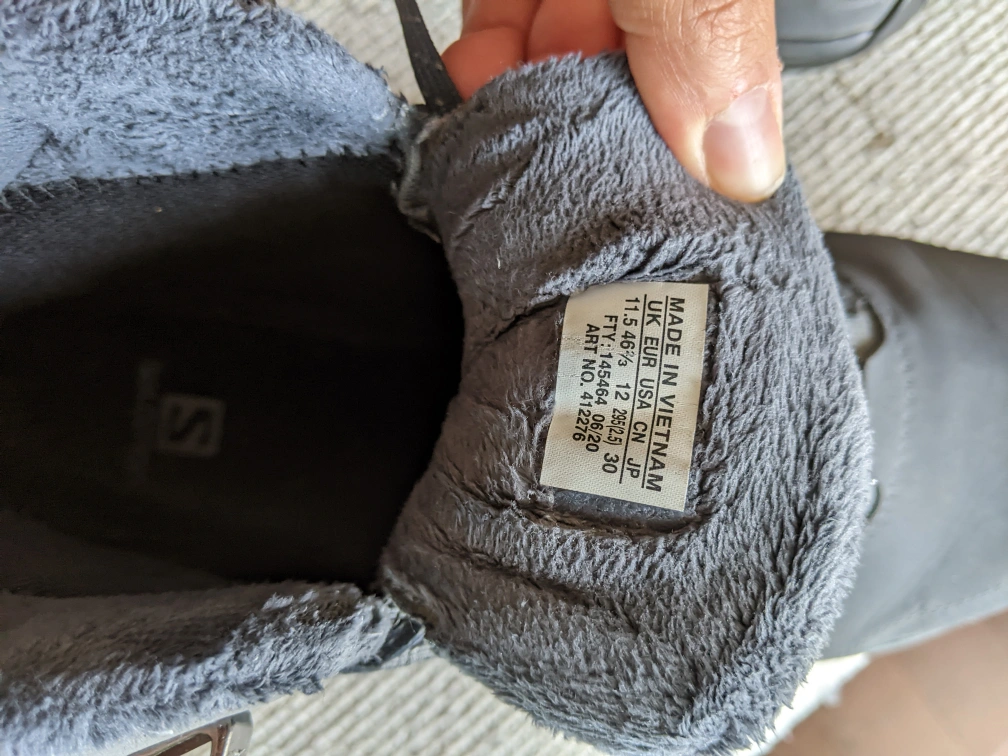 MADE IN VIETNAM
UK EUR USA CN JP
11.5 46⅔ 12 295(2.5) 30
FTY:145464 06/20
ART NO. 412276
S